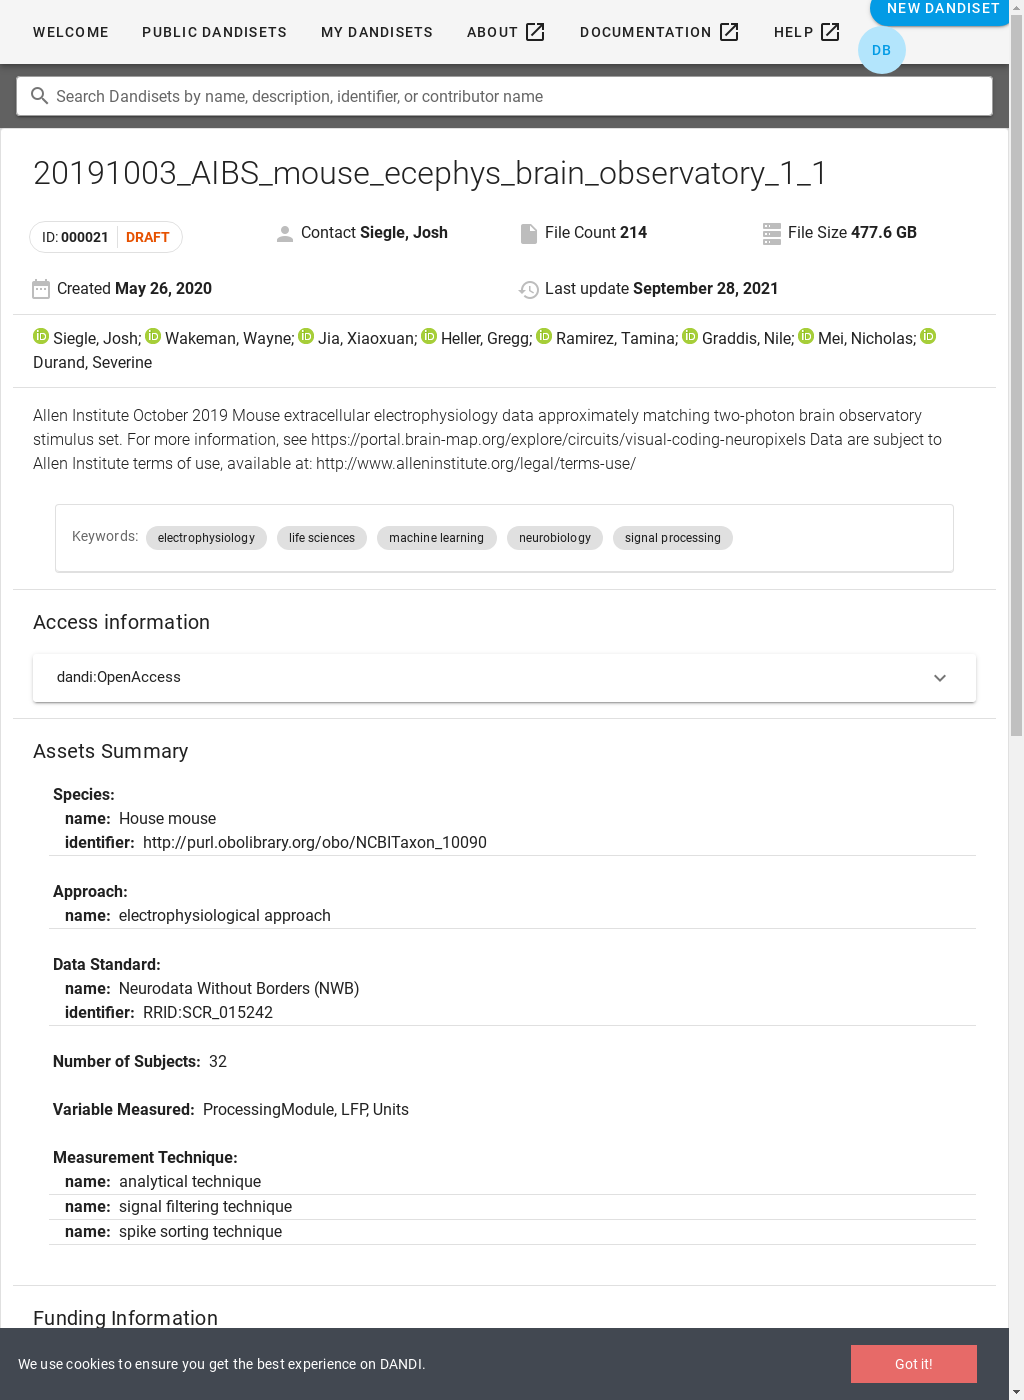 WELCOME PUBLIC DANDISETS MY DANDISETS ABOUT DOCUMENTATION HELP NEW DANDISET
DB
Search Dandisets by name, description, identifier, or contributor name
20191003_AIBS_mouse_ecephys_brain_observatory_1_1
ID: 000021 DRAFT Contact Siegle, Josh File Count 214 File Size 477.6 GB
Created May 26, 2020 Last update September 28, 2021
iD Siegle, Josh; iD Wakeman, Wayne; iD Jia, Xiaoxuan; iD Heller, Gregg; iD Ramirez, Tamina; iD Graddis, Nile; iD Mei, Nicholas; iD
Durand, Severine
Allen Institute October 2019 Mouse extracellular electrophysiology data approximately matching two-photon brain observatory
stimulus set. For more information, see https://portal.brain-map.org/explore/circuits/visual-coding-neuropixels Data are subject to
Allen Institute terms of use, available at: http://www.alleninstitute.org/legal/terms-use/
Keywords: electrophysiology life sciences machine learning neurobiology signal processing
Access information
dandi:OpenAccess
Assets Summary
Species:
name: House mouse
identifier: http://purl.obolibrary.org/obo/NCBITaxon_10090
Approach:
name: electrophysiological approach
Data Standard:
name: Neurodata Without Borders (NWB)
identifier: RRID:SCR_015242
Number of Subjects: 32
Variable Measured: ProcessingModule, LFP, Units
Measurement Technique:
name: analytical technique
name: signal filtering technique
name: spike sorting technique
Funding Information
We use cookies to ensure you get the best experience on DANDI. Got it!